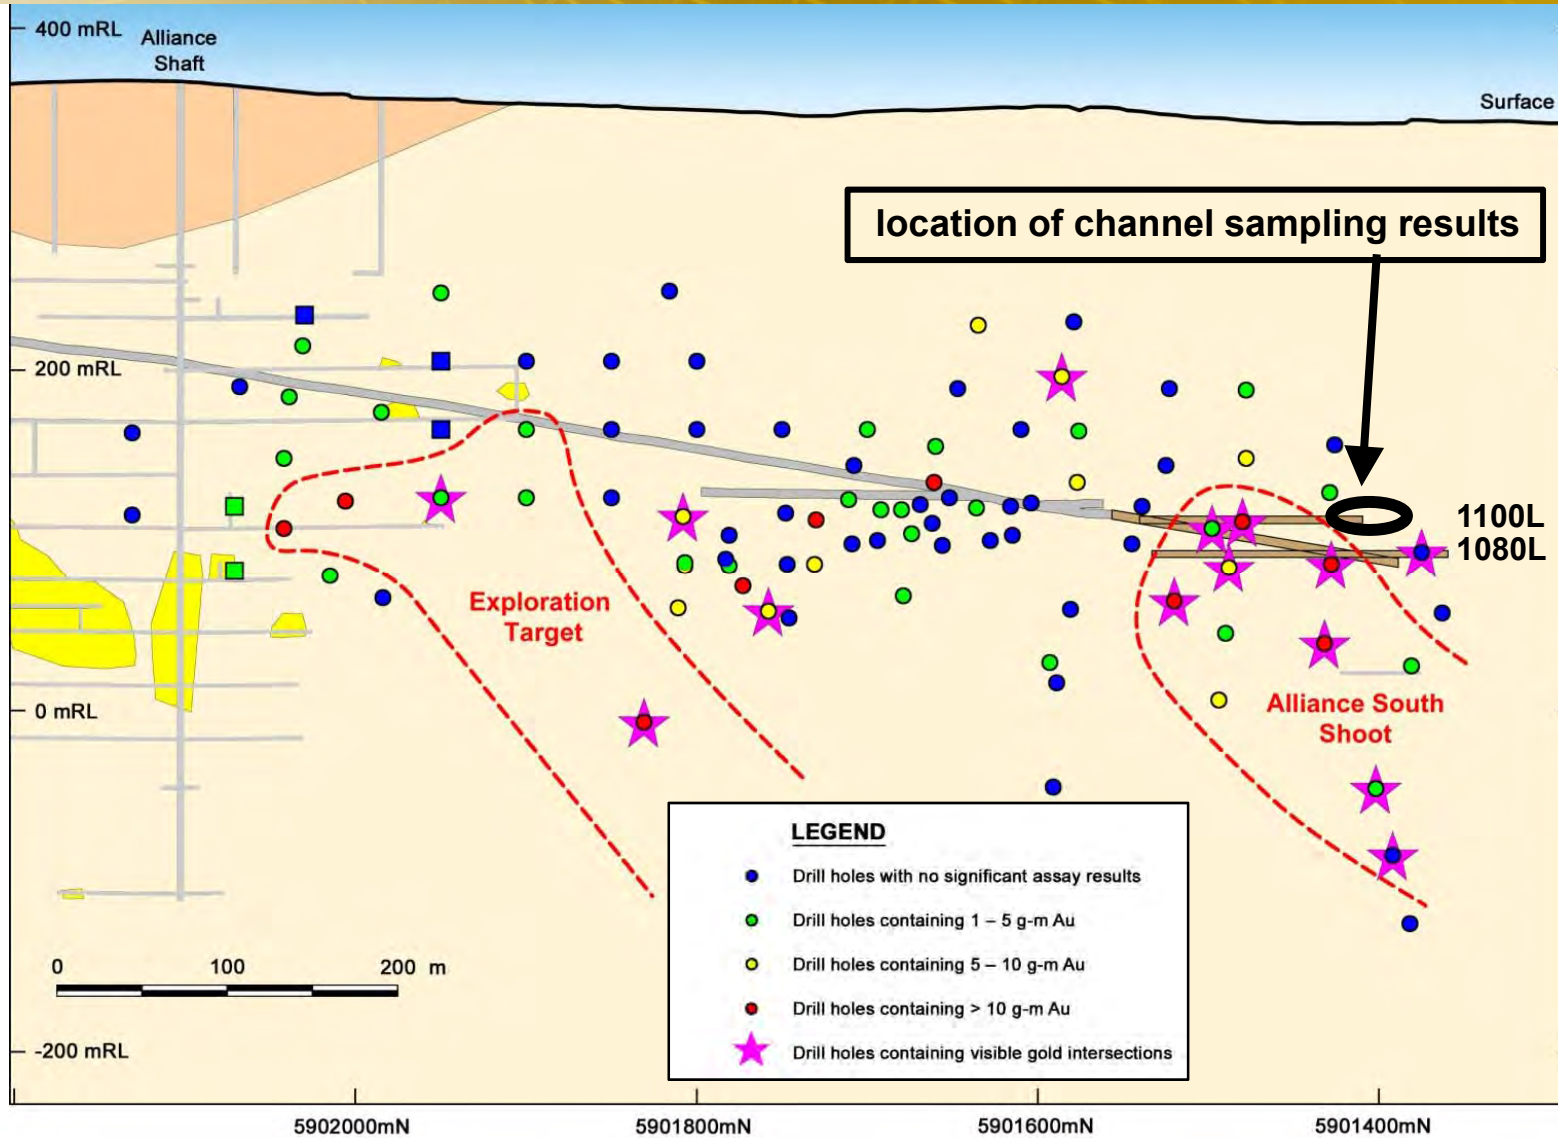 400 mRL
Alliance
Shaft
Surface
location of channel sampling results
200 mRL
1100L
1080L
Exploration
Target
0 mRL
Alliance South
Shoot
LEGEND
Drill holes with no significant assay results
Drill holes containing 1 – 5 g-m Au
Drill holes containing 5 – 10 g-m Au
Drill holes containing > 10 g-m Au
Drill holes containing visible gold intersections
0 100 200 m
-200 mRL
5902000mN 5901800mN 5901600mN 5901400mN